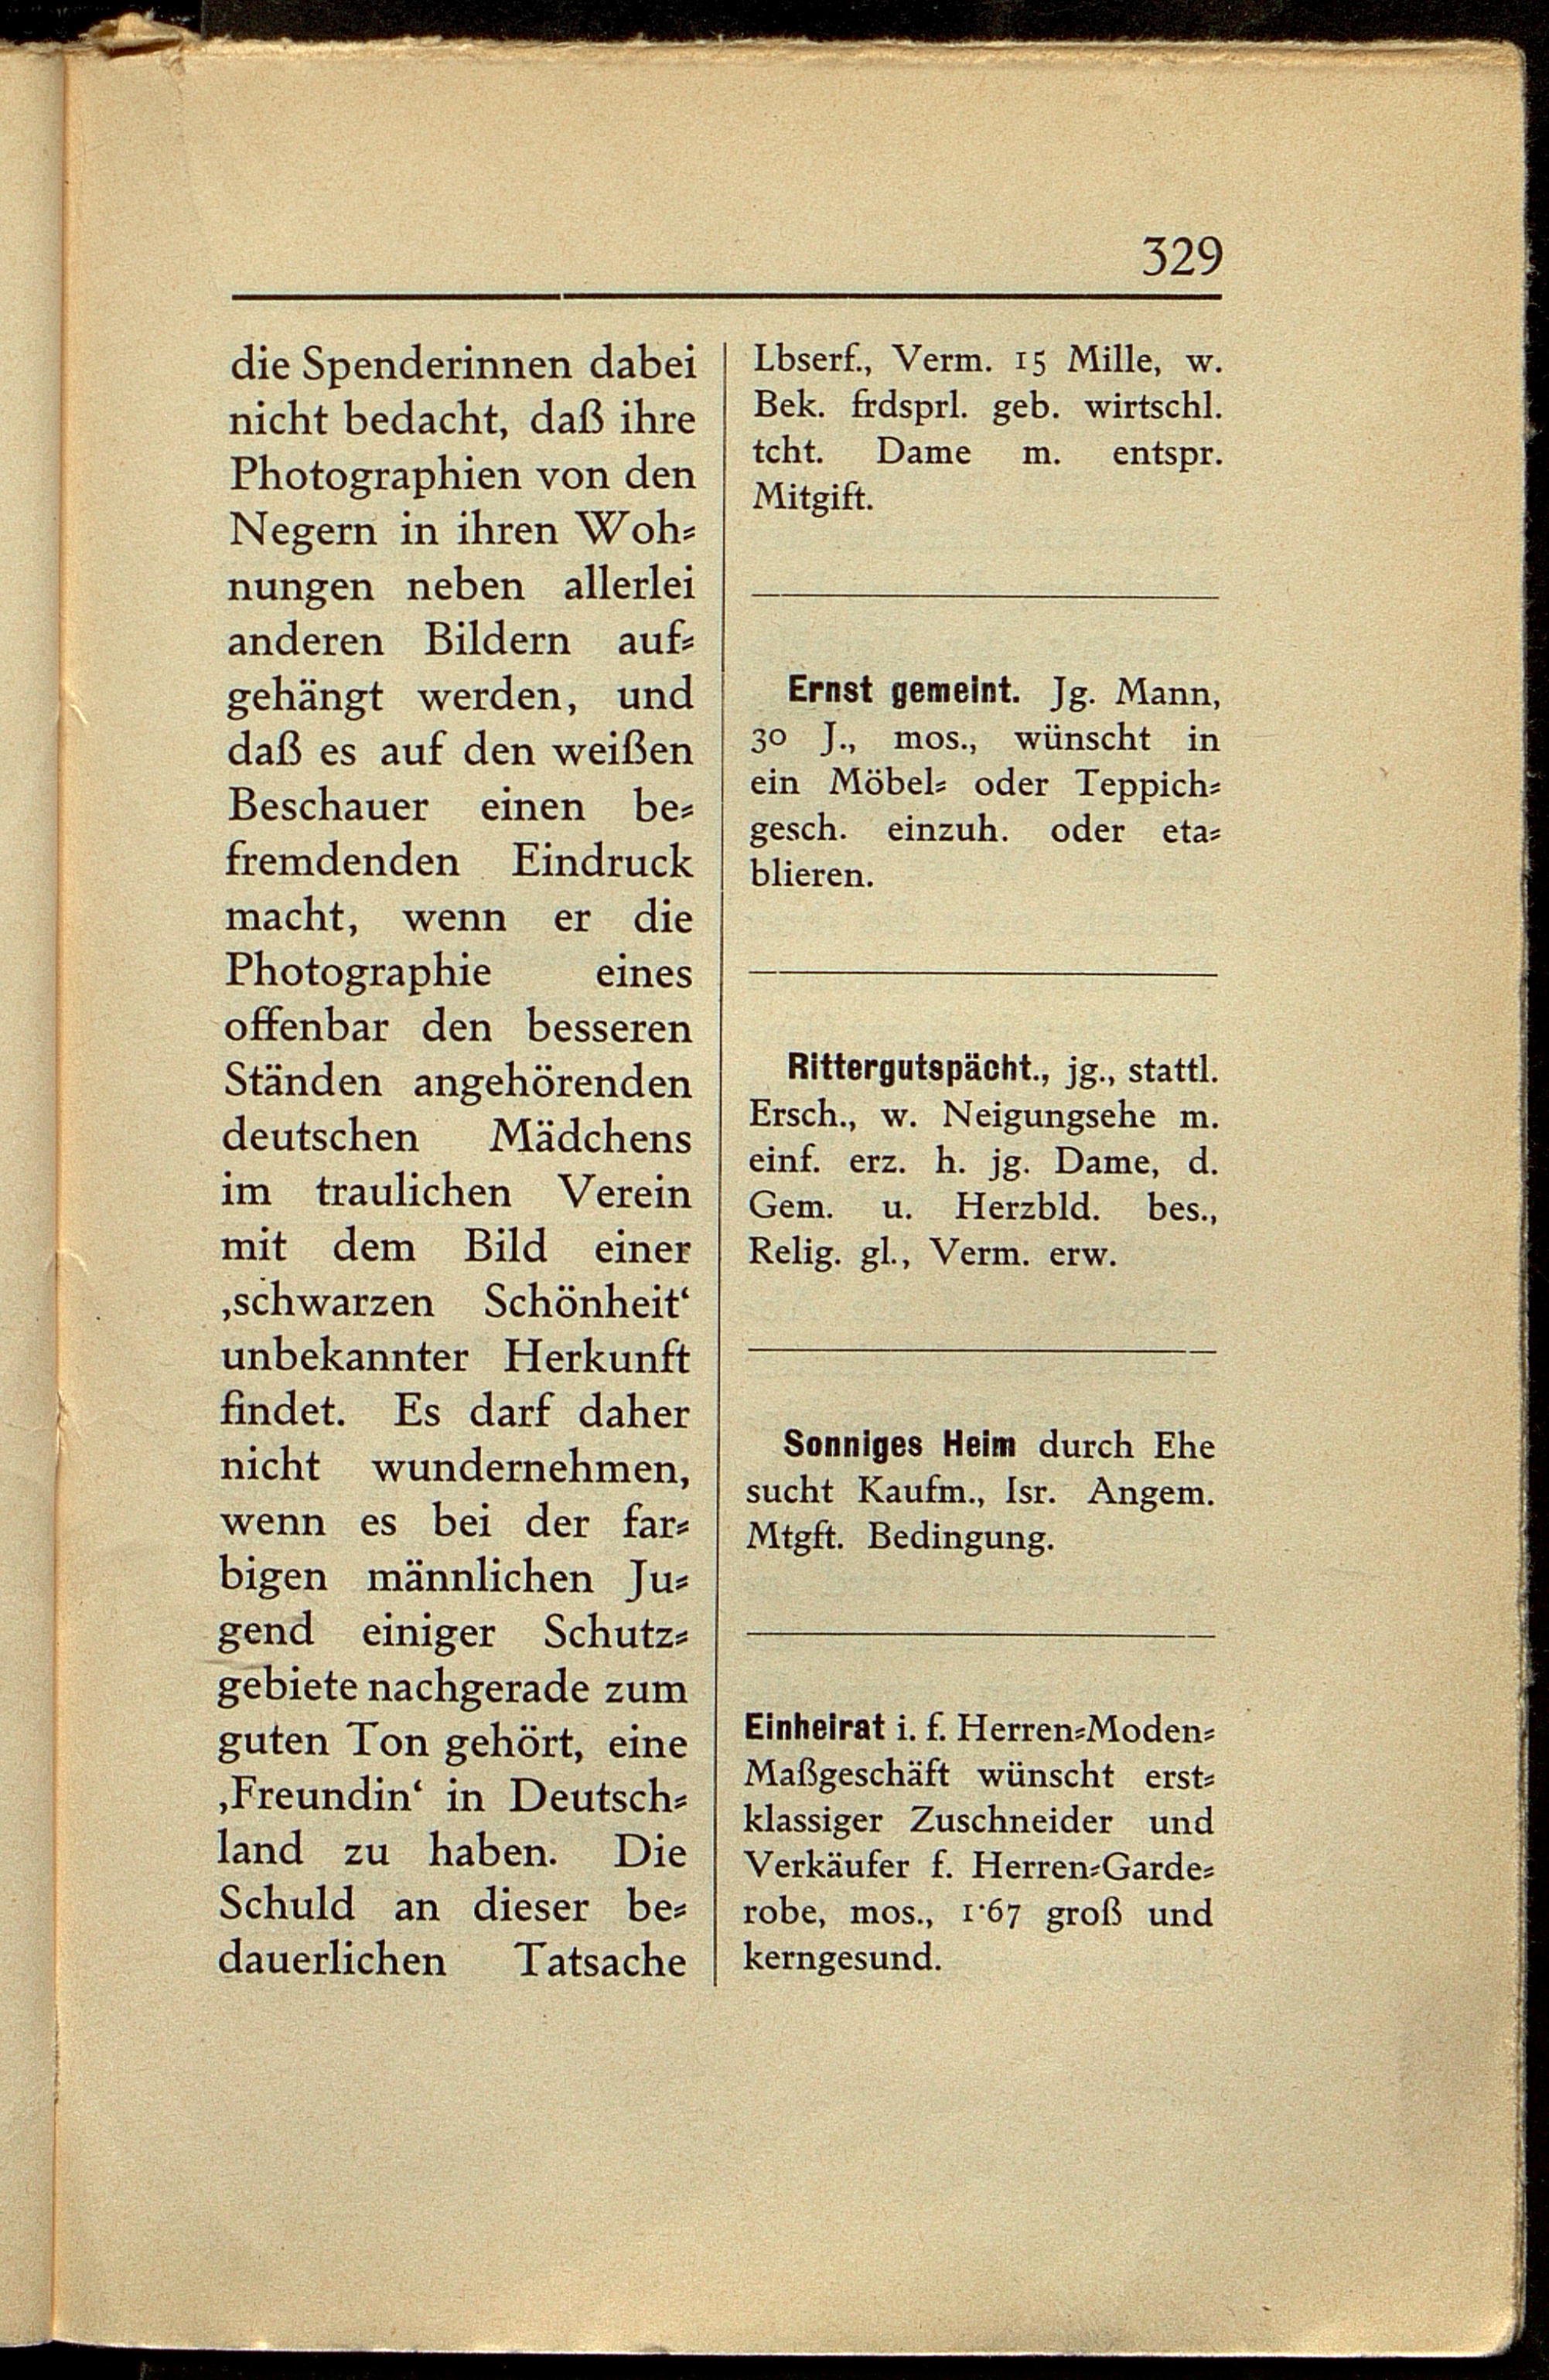 329
die Spenderinnen dabei
nicht bedacht, daß ihre
Photographien von den
Negern in ihren Woh⸗
nungen neben allerlei
anderen Bildern auf⸗
gehängt werden, und
daß es auf den weißen
Beschauer einen be⸗
fremdenden Eindruck
macht, wenn er die
Photographie eines
offenbar den besseren
Ständen angehörenden
deutschen Mädchens
im traulichen Verein
mit dem Bild einer
‚schwarzen Schönheit‘
unbekannter Herkunft
findet. Es darf daher
nicht wundernehmen,
wenn es bei der far⸗
bigen männlichen Ju⸗
gend einiger Schutz⸗
gebiete nachgerade zum
guten Ton gehört, eine
‚Freundin‘ in Deutsch⸗
land zu haben. Die
Schuld an dieser be⸗
dauerlichen Tatsache
Lbserf., Verm. 15 Mille, w.
Bek. frdsprl. geb. wirtschl.
tcht. Dame m. entspr.
Mitgift.
Ernst gemeint. Jg. Mann,
30 J., mos., wünscht in
ein Möbel⸗ oder Teppich⸗
gesch. einzuh. oder eta⸗
blieren.
Rittergutspächt., jg., stattl.
Ersch., w. Neigungsehe m.
einf. erz. h. jg. Dame, d.
Gem. u. Herzbld. bes.,
Relig. gl., Verm. erw.
Sonniges Heim durch Ehe
sucht Kaufm., Isr. Angem.
Mtgft. Bedingung.
Einheirat i. f. Herren⸗Moden⸗
Maßgeschäft wünscht erst⸗
klassiger Zuschneider und
Verkäufer f. Herren⸗Garde⸗
robe, mos., 1·67 groß und
kerngesund.